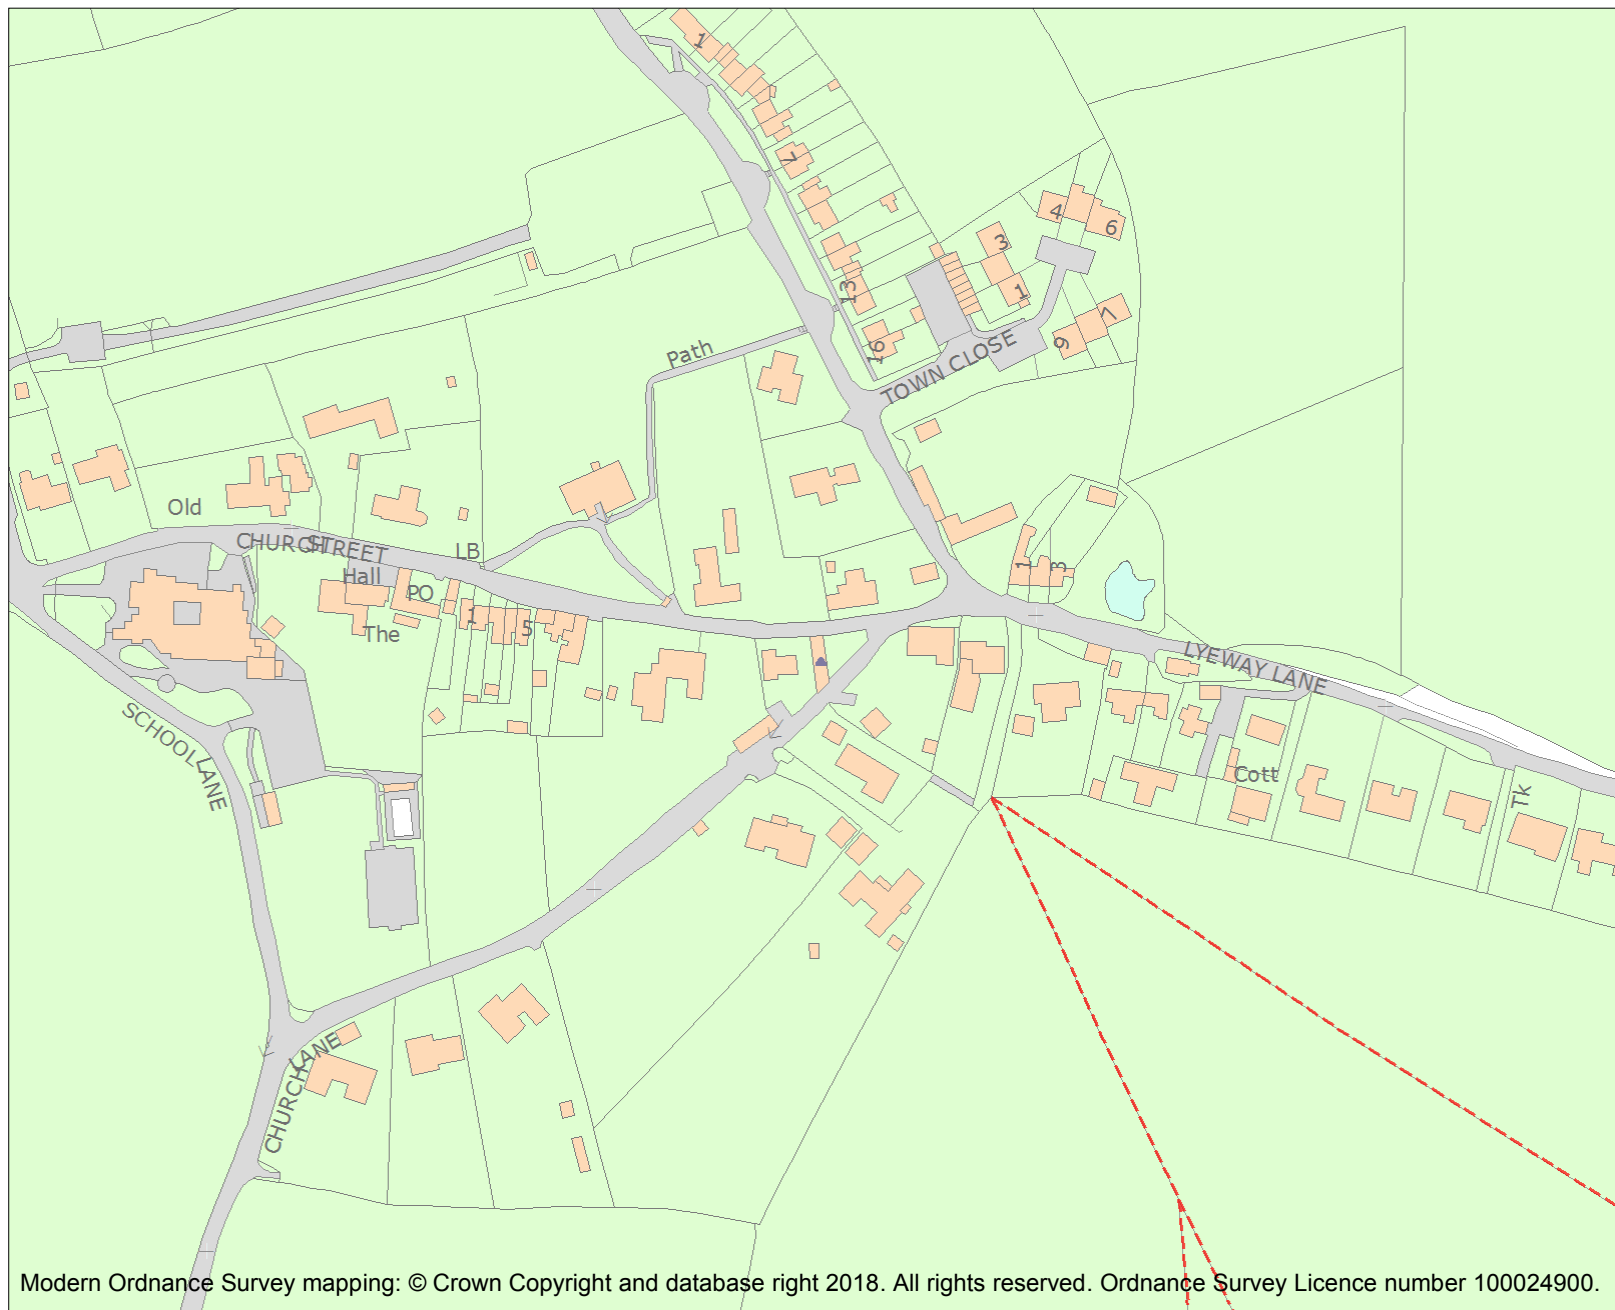 1
7
4
6
3
1
13
7
9
16
Path
TOWN CLOSE
Old
CHURCH STREET
LB
Hall
PO
1
3
1
5
The
LYEWAY LANE
SCHOOL LANE
Cott
Tk
CHURCH LANE
Modern Ordnance Survey mapping: © Crown Copyright and database right 2018. All rights reserved. Ordnance Survey Licence number 100024900.